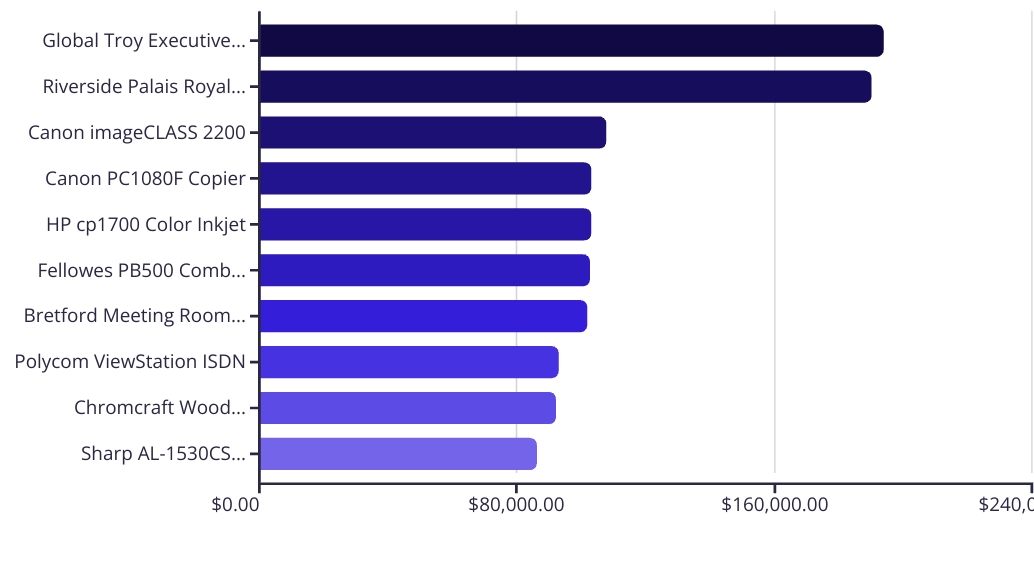 Global Troy Executive...
Riverside Palais Royal...
Canon imageCLASS 2200
Canon PC1080F Copier
HP cp1700 Color Inkjet
Fellowes PB500 Comb...
Bretford Meeting Room...
Polycom ViewStation ISDN
Chromcraft Wood...
Sharp AL-1530CS...
$0.00 $80,000.00 $160,000.00 $240,0